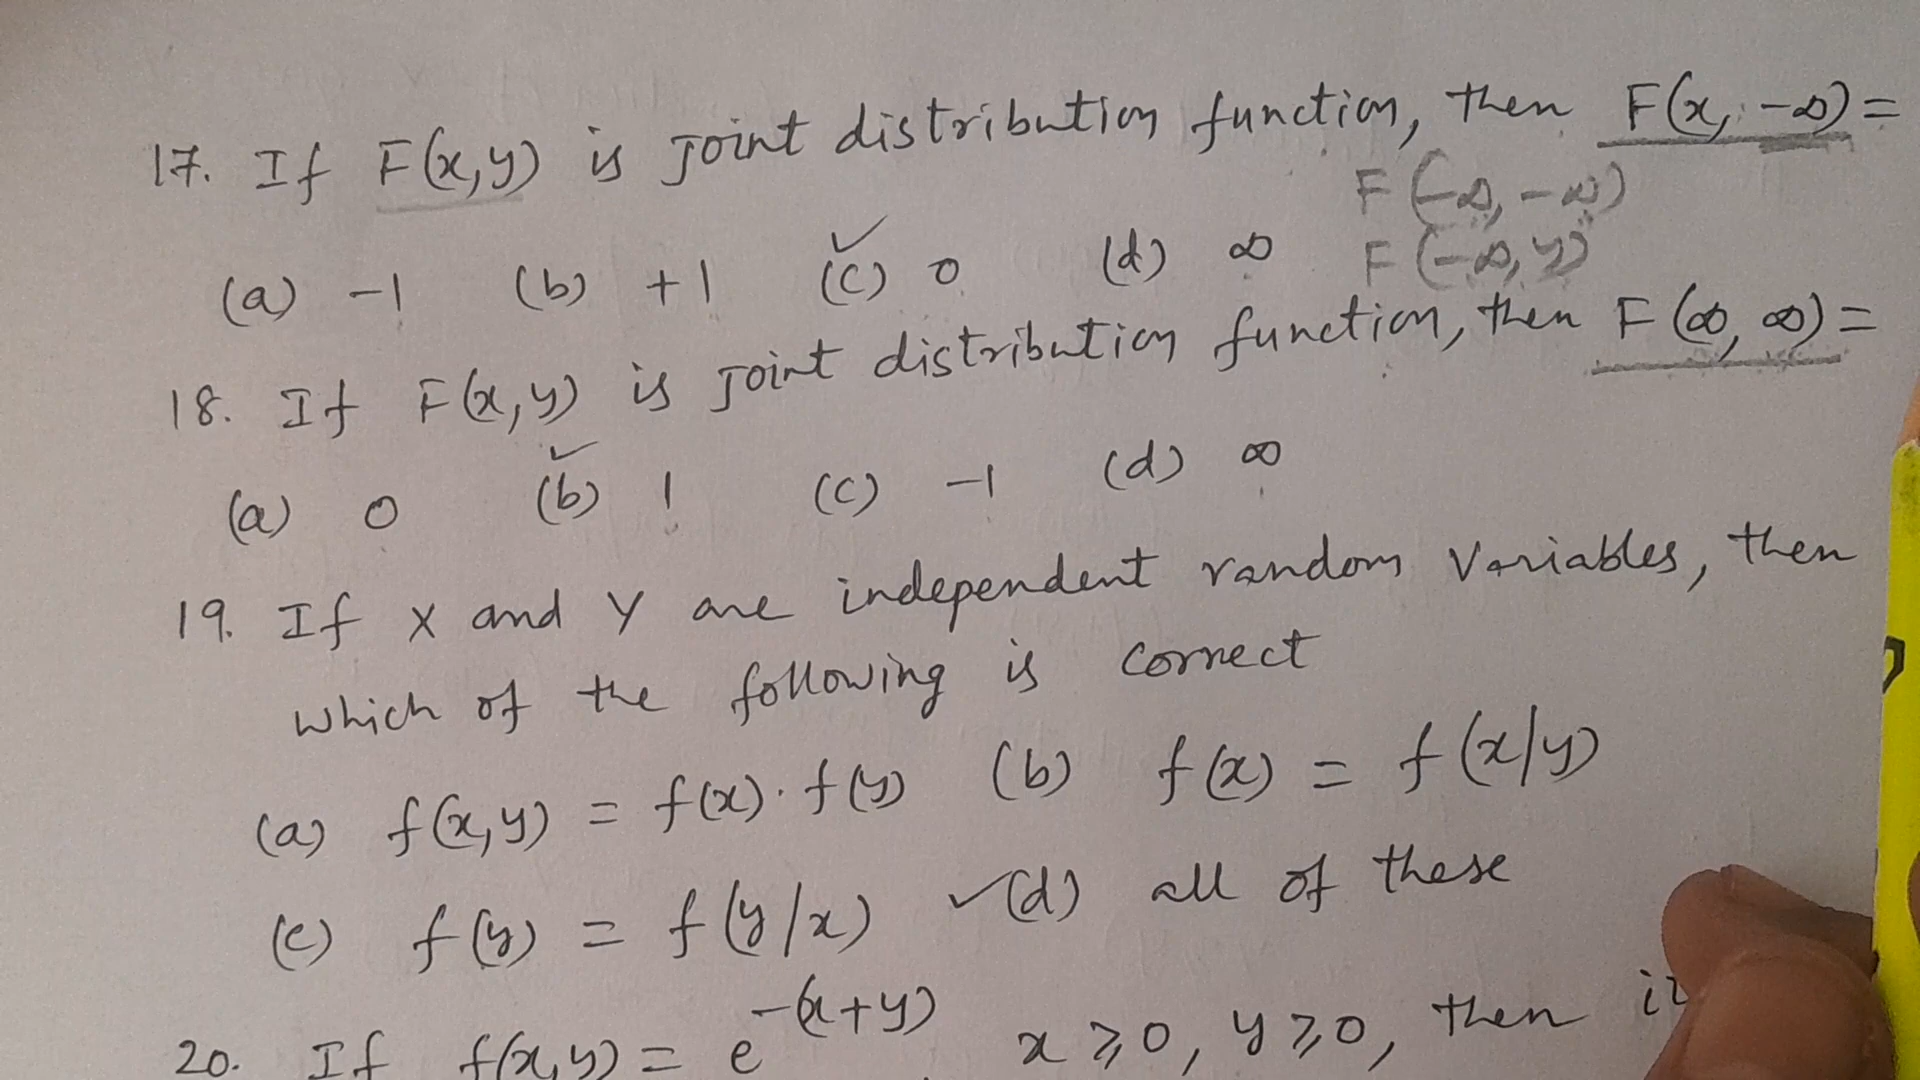 17. If F(x,y) is joint distribution function, then F(x, -∞) =
F(-∞, -∞)
(a) -1 (b) +1 ✓(c) 0 (d) ∞ F(-∞, y)
18. If F(x,y) is joint distribution function, then F(∞, ∞) =
(a) 0 ✓(b) 1 (c) -1 (d) ∞
19. If X and Y are independent random variables, then
which of the following is correct
(a) f(x,y) = f(x)·f(y) (b) f(x) = f(x/y)
(c) f(y) = f(y/x) ✓(d) all of these
20. If f(x,y) = e^-(x+y) x ≥ 0, y ≥ 0, then